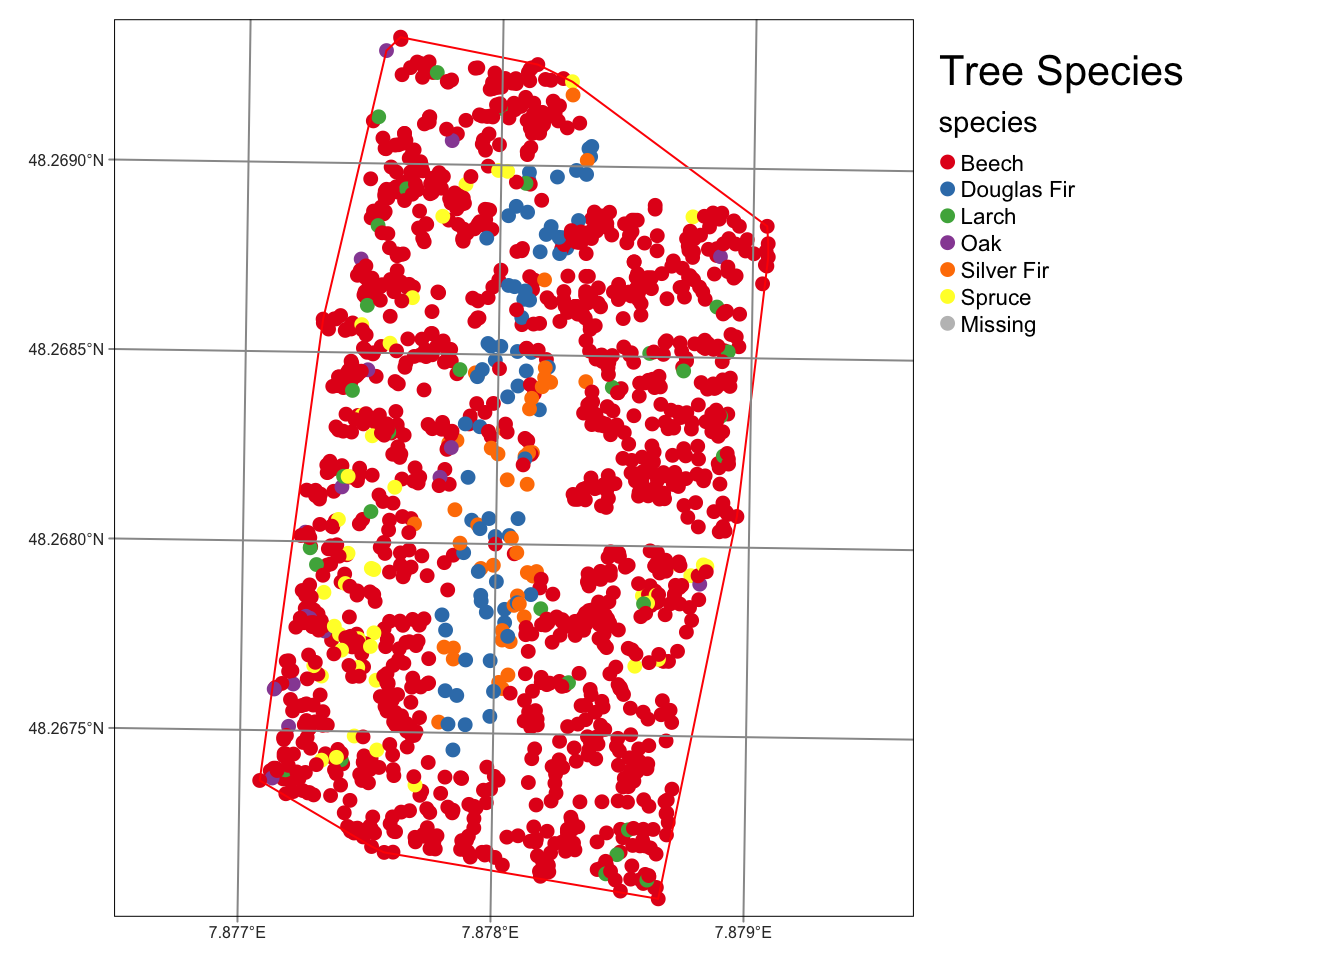 Tree Species
species
Beech
Douglas Fir
Larch
Oak
Silver Fir
Spruce
Missing
48.2690°N
48.2685°N
48.2680°N
48.2675°N
7.877°E
7.878°E
7.879°E